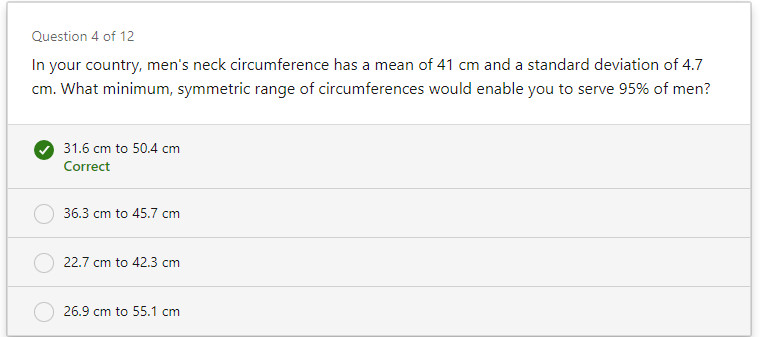 Question 4 of 12
In your country, men's neck circumference has a mean of 41 cm and a standard deviation of 4.7
cm. What minimum, symmetric range of circumferences would enable you to serve 95% of men?
31.6 cm to 50.4 cm
Correct
36.3 cm to 45.7 cm
22.7 cm to 42.3 cm
26.9 cm to 55.1 cm